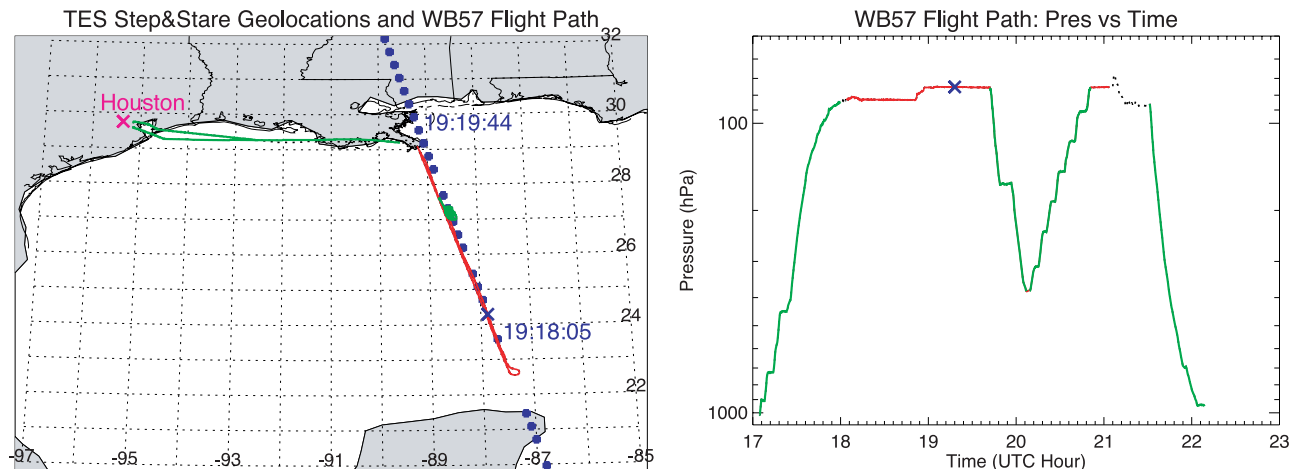 TES Step&Stare Geolocations and WB57 Flight Path
32
Houston
30
19:19:44
28
26
24
19:18:05
22
-97 -95 -93 -91 -89 -87 -85
WB57 Flight Path: Pres vs Time
100
Pressure (hPa)
1000
17 18 19 20 21 22 23
Time (UTC Hour)